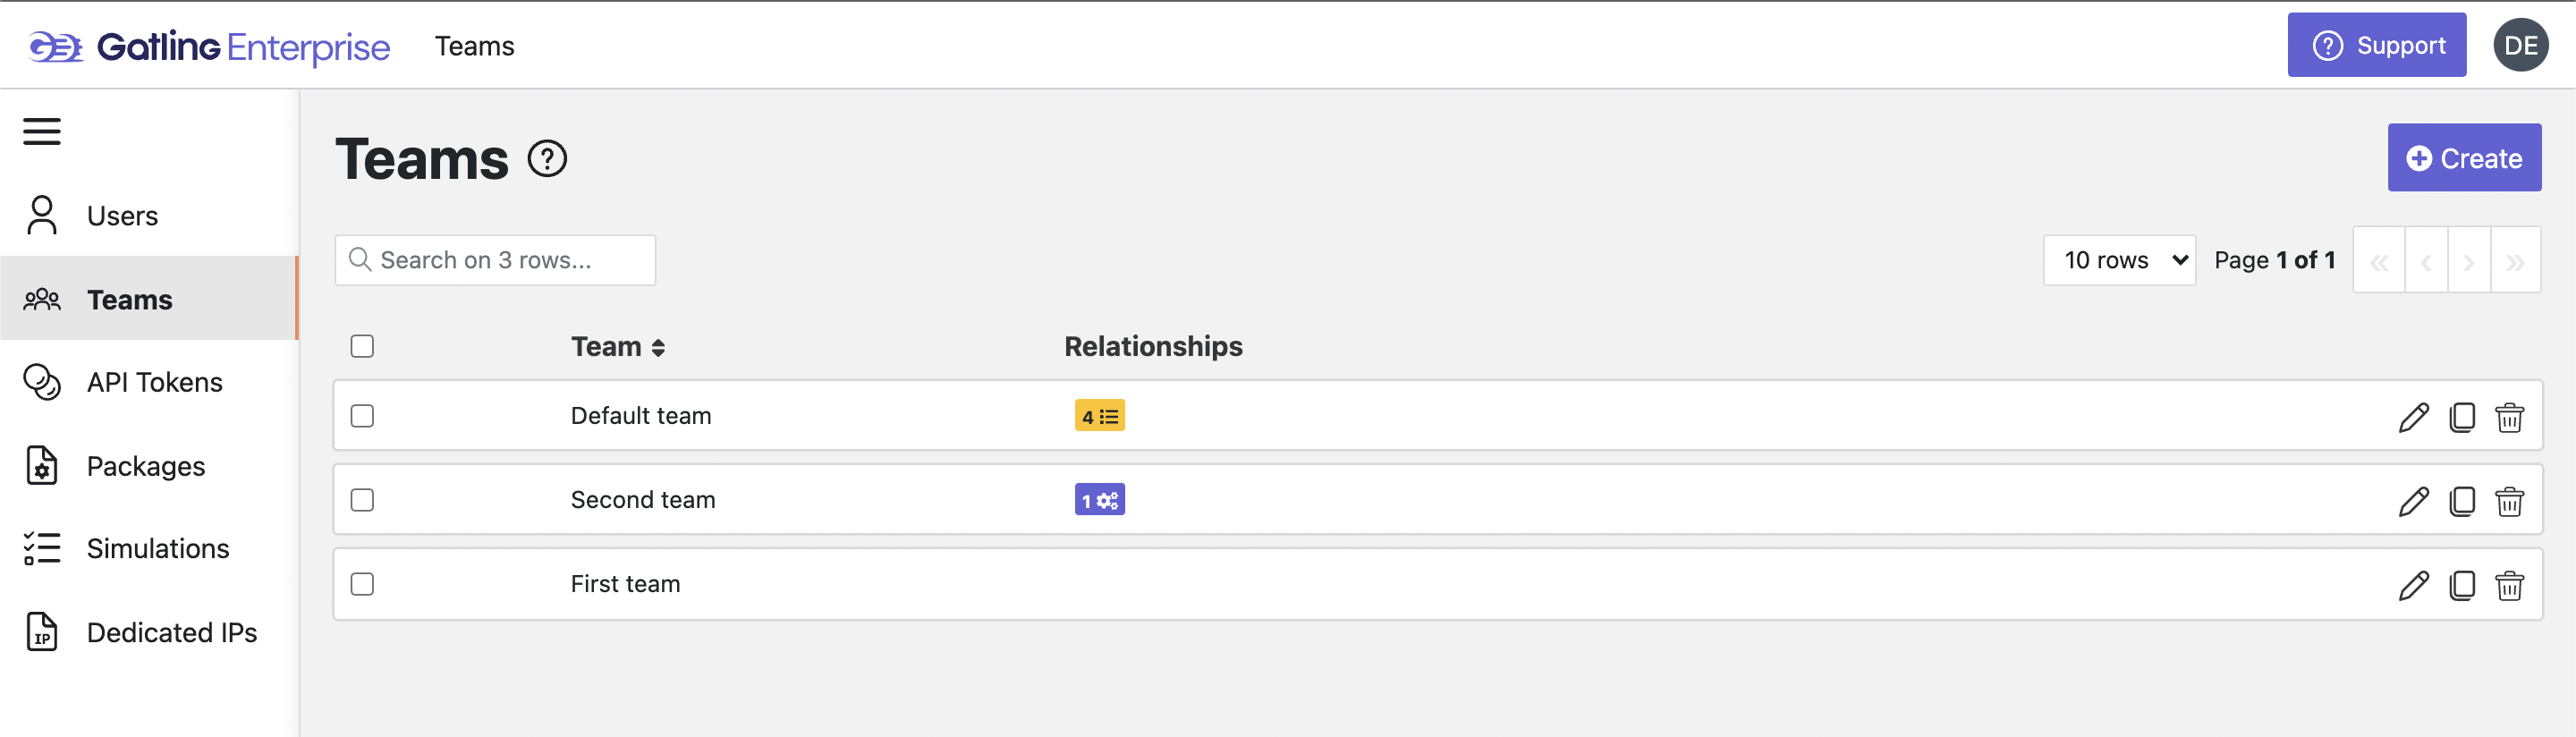 Gatling Enterprise
Teams
Support
DE
Users
Teams
API Tokens
Packages
Simulations
IP
Dedicated IPs
Teams ?
Create
Search on 3 rows...
10 rows
Page 1 of 1
« ‹ › »
Team
Relationships
Default team
4
Second team
1
First team